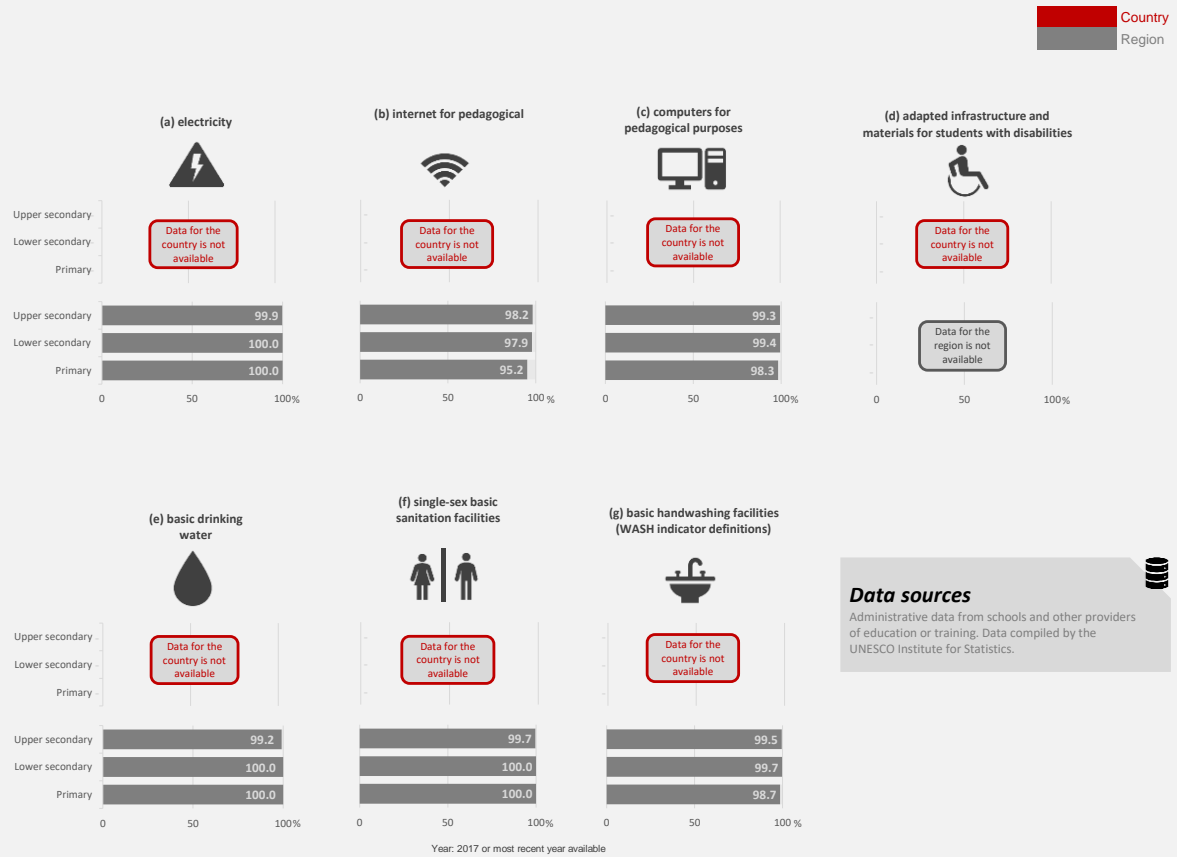 Country
Region
(a) electricity
(b) internet for pedagogical
(c) computers for
pedagogical purposes
(d) adapted infrastructure and
materials for students with disabilities
Upper secondary
Lower secondary
Primary
Data for the
country is not
available
Data for the
country is not
available
Data for the
country is not
available
Data for the
country is not
available
Upper secondary
Lower secondary
Primary
99.9
100.0
100.0
98.2
97.9
95.2
99.3
99.4
98.3
Data for the
region is not
available
0 50 100%
0 50 100 %
0 50 100%
0 50 100%
(e) basic drinking
water
(f) single-sex basic
sanitation facilities
(g) basic handwashing facilities
(WASH indicator definitions)
Upper secondary
Lower secondary
Primary
Data for the
country is not
available
Data for the
country is not
available
Data for the
country is not
available
Upper secondary
Lower secondary
Primary
99.2
100.0
100.0
99.7
100.0
100.0
99.5
99.7
98.7
0 50 100%
0 50 100%
0 50 100 %
Data sources
Administrative data from schools and other providers
of education or training. Data compiled by the
UNESCO Institute for Statistics.
Year: 2017 or most recent year available